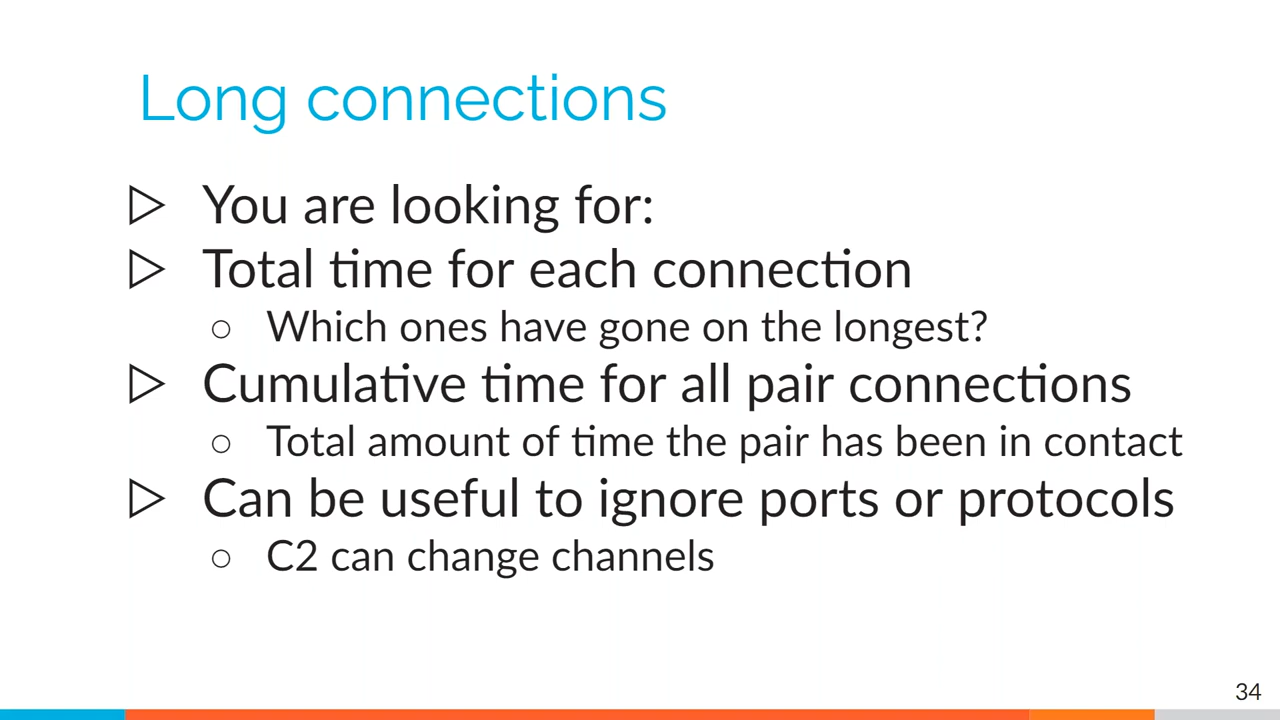 Long connections
▷ You are looking for:
▷ Total time for each connection
○ Which ones have gone on the longest?
▷ Cumulative time for all pair connections
○ Total amount of time the pair has been in contact
▷ Can be useful to ignore ports or protocols
○ C2 can change channels
34